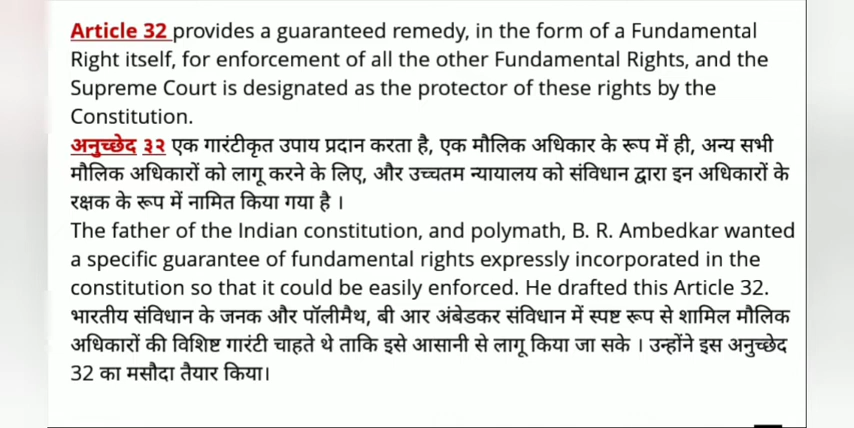 Article 32 provides a guaranteed remedy, in the form of a Fundamental
Right itself, for enforcement of all the other Fundamental Rights, and the
Supreme Court is designated as the protector of these rights by the
Constitution.
अनुच्छेद ३२ एक गारंटीकृत उपाय प्रदान करता है, एक मौलिक अधिकार के रूप में ही, अन्य सभी
मौलिक अधिकारों को लागू करने के लिए, और उच्चतम न्यायालय को संविधान द्वारा इन अधिकारों के
रक्षक के रूप में नामित किया गया है ।
The father of the Indian constitution, and polymath, B. R. Ambedkar wanted
a specific guarantee of fundamental rights expressly incorporated in the
constitution so that it could be easily enforced. He drafted this Article 32.
भारतीय संविधान के जनक और पॉलीमैथ, बी आर अंबेडकर संविधान में स्पष्ट रूप से शामिल मौलिक
अधिकारों की विशिष्ट गारंटी चाहते थे ताकि इसे आसानी से लागू किया जा सके । उन्होंने इस अनुच्छेद
32 का मसौदा तैयार किया।